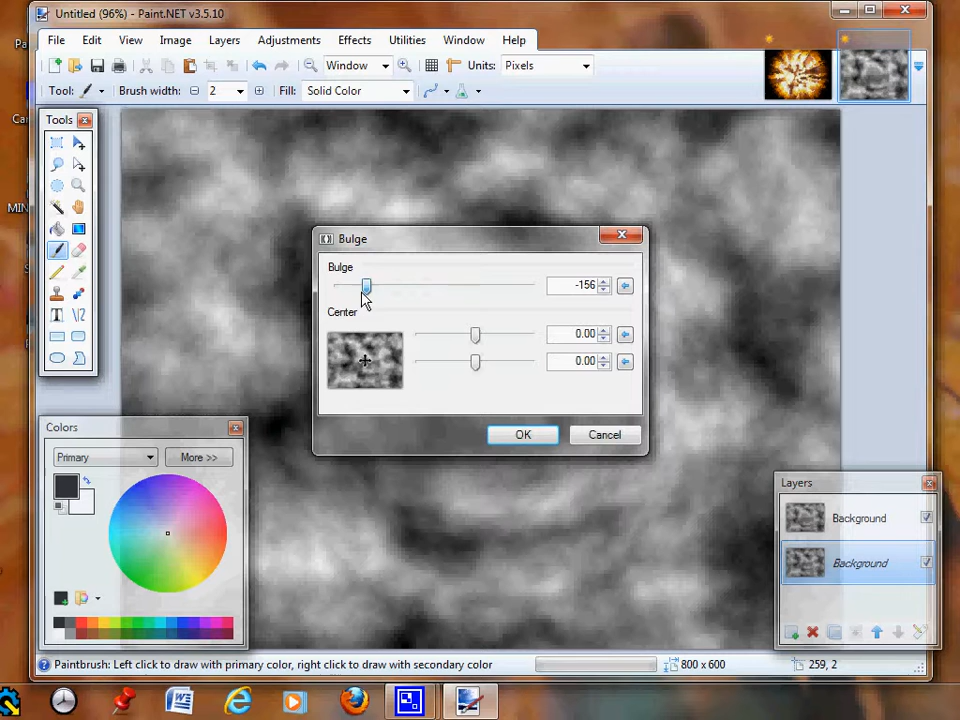 Untitled (96%) - Paint.NET v3.5.10
File Edit View Image Layers Adjustments Effects Utilities Window Help
Window Units: Pixels
Tool: Brush width: 2 Fill: Solid Color
Tools
Bulge
Bulge
-156
Center
0.00
0.00
OK Cancel
Colors
Primary More >>
Layers
Background
Background
Paintbrush: Left click to draw with primary color, right click to draw with secondary color 800 x 600 259, 2